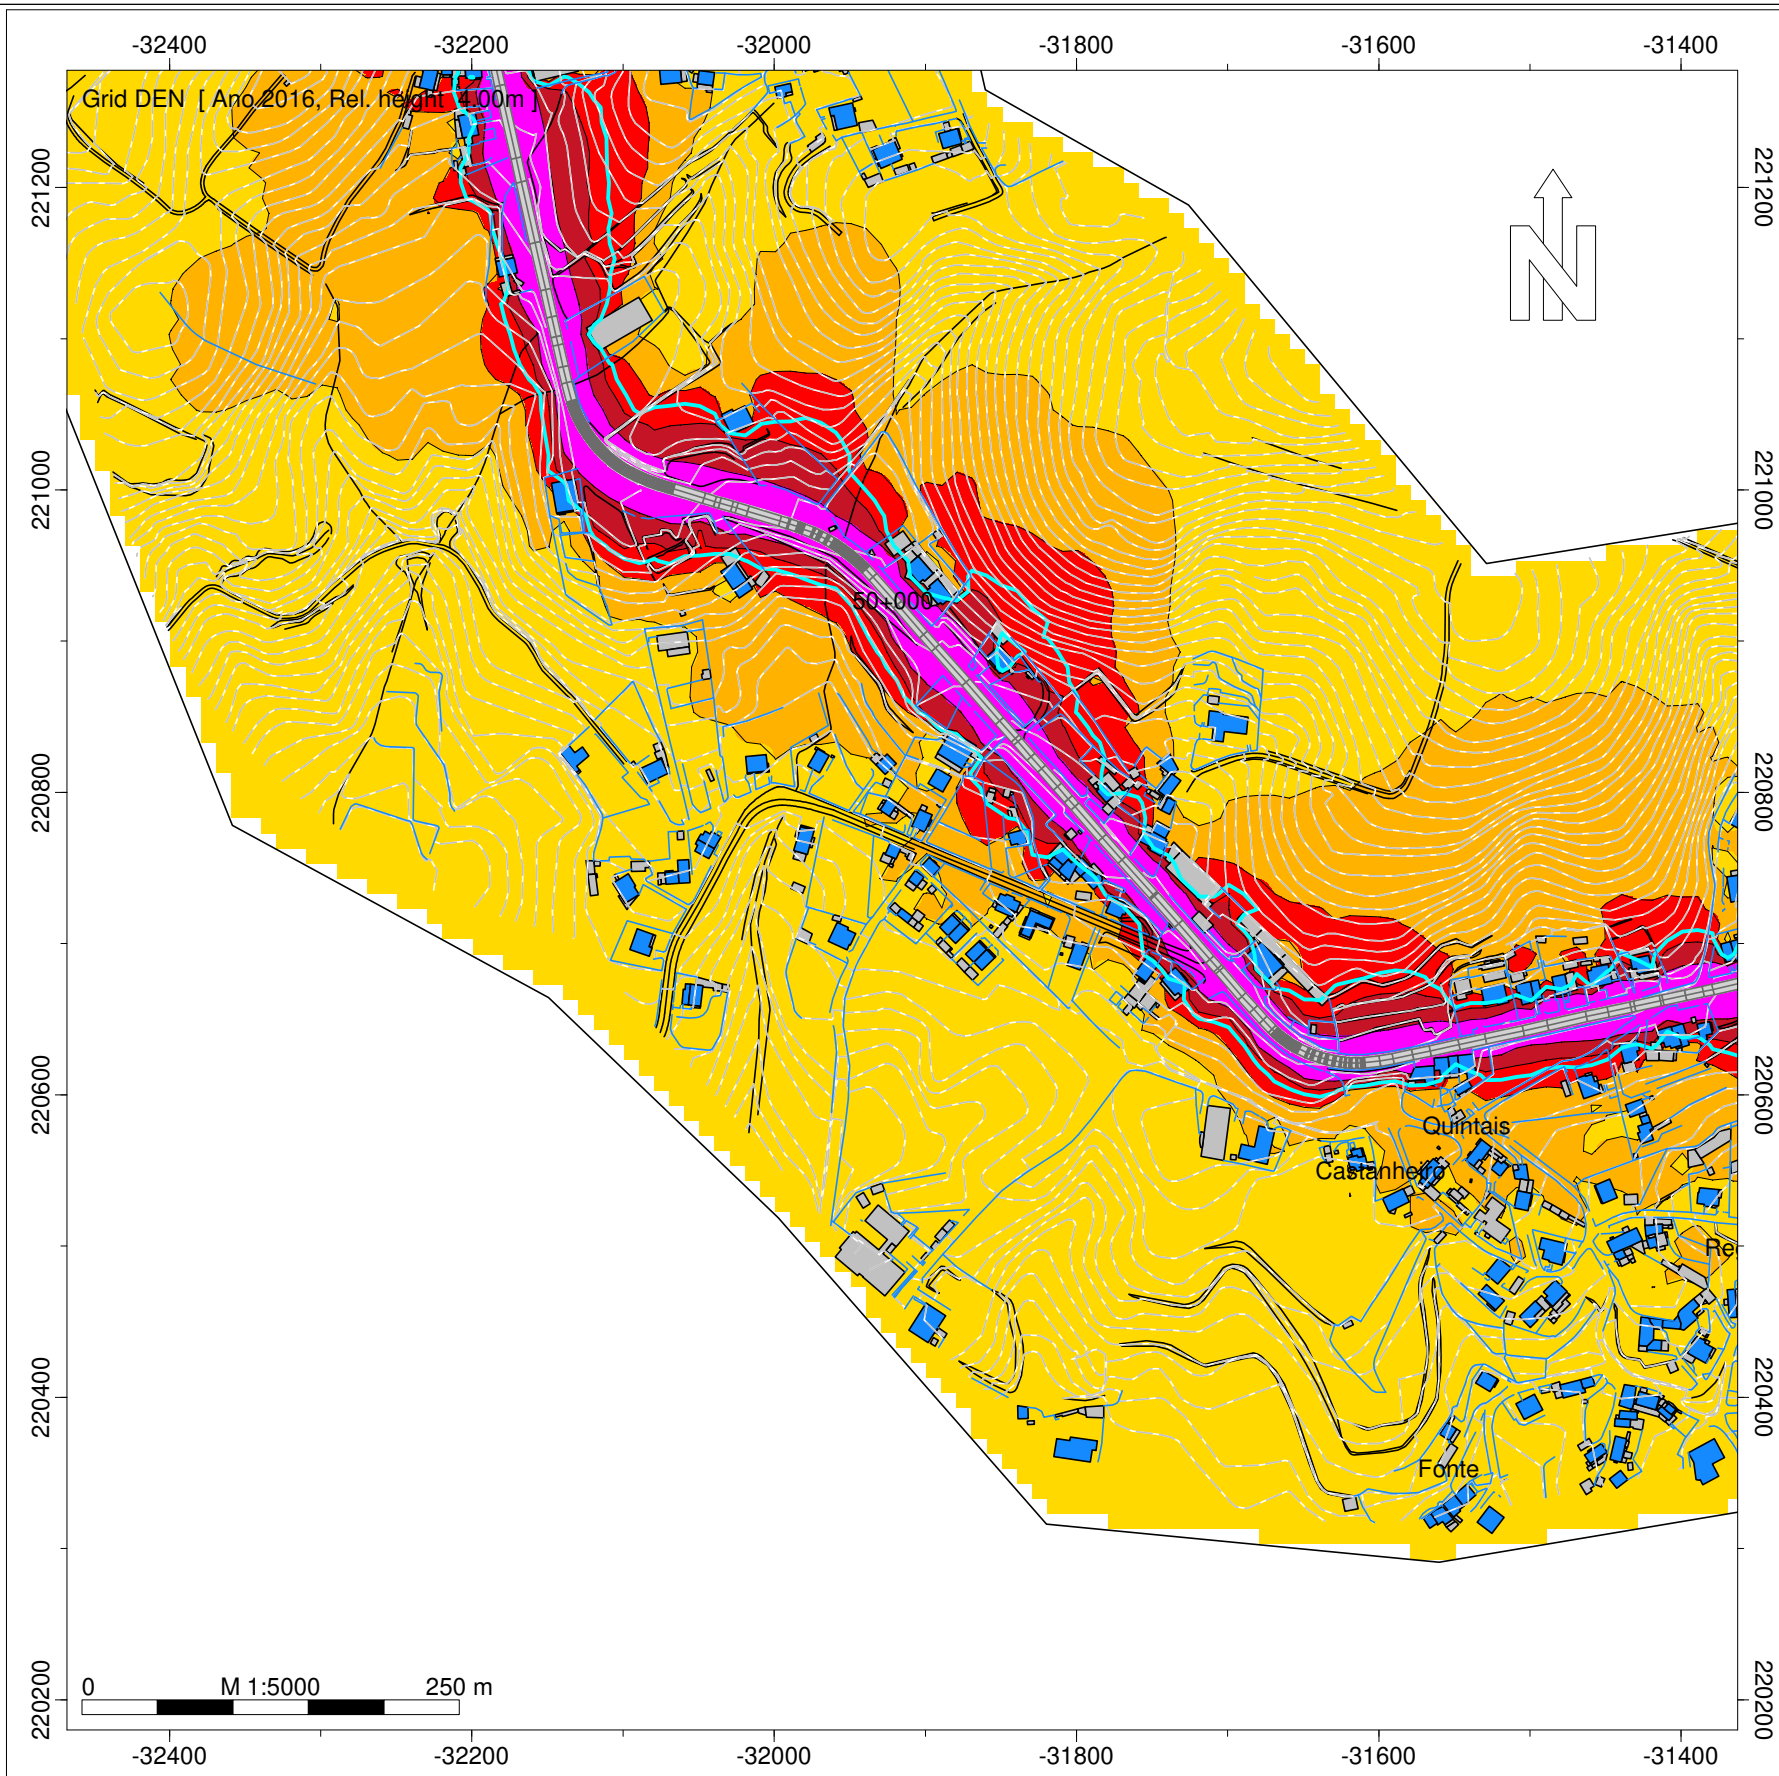 -32400 -32200 -32000 -31800 -31600 -31400
Grid DEN [ Ano 2016, Rel. height 4.00m ]
221200 221200
N
221000 221000
50+000
220800 220800
220600 220600
Quintais
Castanheiro
Re
220400 220400
Fonte
220200 220200
0 M 1:5000 250 m
-32400 -32200 -32000 -31800 -31600 -31400